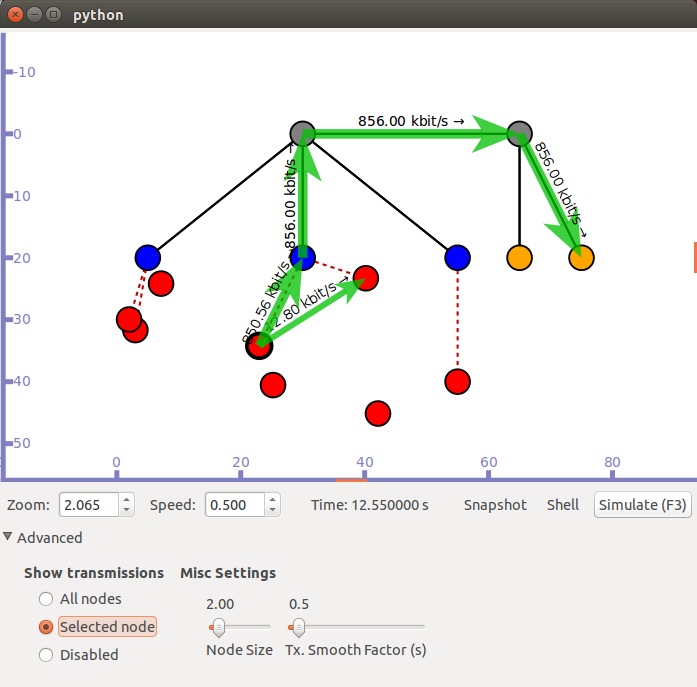 python
-10
0
10
20
30
40
50
0 20 40 60 80
856.00 kbit/s →
856.00 kbit/s →
856.00 kbit/s →
850.56 kbit/s
2.80 kbit/s →
Zoom: 2.065 Speed: 0.500 Time: 12.550000 s Snapshot Shell Simulate (F3)
Advanced
Show transmissions Misc Settings
All nodes 2.00 0.5
Selected node
Disabled Node Size Tx. Smooth Factor (s)